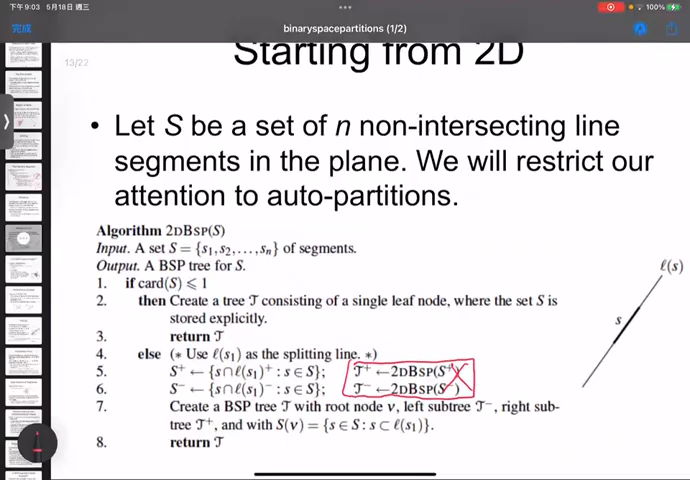 下午9:03 5月18日 週三
100%
完成
binaryspacepartitions (1/2)
13/22
Starting from 2D
• Let S be a set of n non-intersecting line
segments in the plane. We will restrict our
attention to auto-partitions.
Algorithm 2DBSP(S)
Input. A set S = {s₁, s₂, . . . , sₙ} of segments.
Output. A BSP tree for S.
1. if card(S) ⩽ 1
2. then Create a tree 𝒯 consisting of a single leaf node, where the set S is
stored explicitly.
3. return 𝒯
4. else (∗ Use ℓ(s₁) as the splitting line. ∗)
5. S⁺ ← {s ∩ ℓ(s₁)⁺ : s ∈ S}; 𝒯⁺ ← 2DBSP(S⁺)
6. S⁻ ← {s ∩ ℓ(s₁)⁻ : s ∈ S}; 𝒯⁻ ← 2DBSP(S⁻)
7. Create a BSP tree 𝒯 with root node ν, left subtree 𝒯⁻, right sub-
tree 𝒯⁺, and with S(ν) = {s ∈ S : s ⊂ ℓ(s₁)}.
8. return 𝒯
ℓ(s)
s